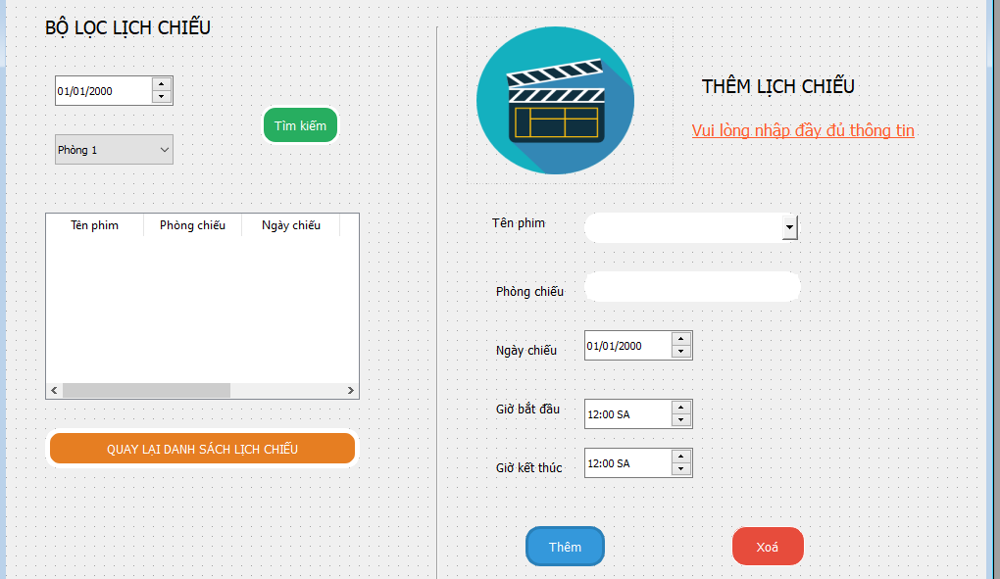 BỘ LỌC LỊCH CHIẾU
01/01/2000
Tìm kiếm
Phòng 1
Tên phim Phòng chiếu Ngày chiếu
QUAY LẠI DANH SÁCH LỊCH CHIẾU
THÊM LỊCH CHIẾU
Vui lòng nhập đầy đủ thông tin
Tên phim
Phòng chiếu
Ngày chiếu 01/01/2000
Giờ bắt đầu 12:00 SA
Giờ kết thúc 12:00 SA
Thêm Xoá